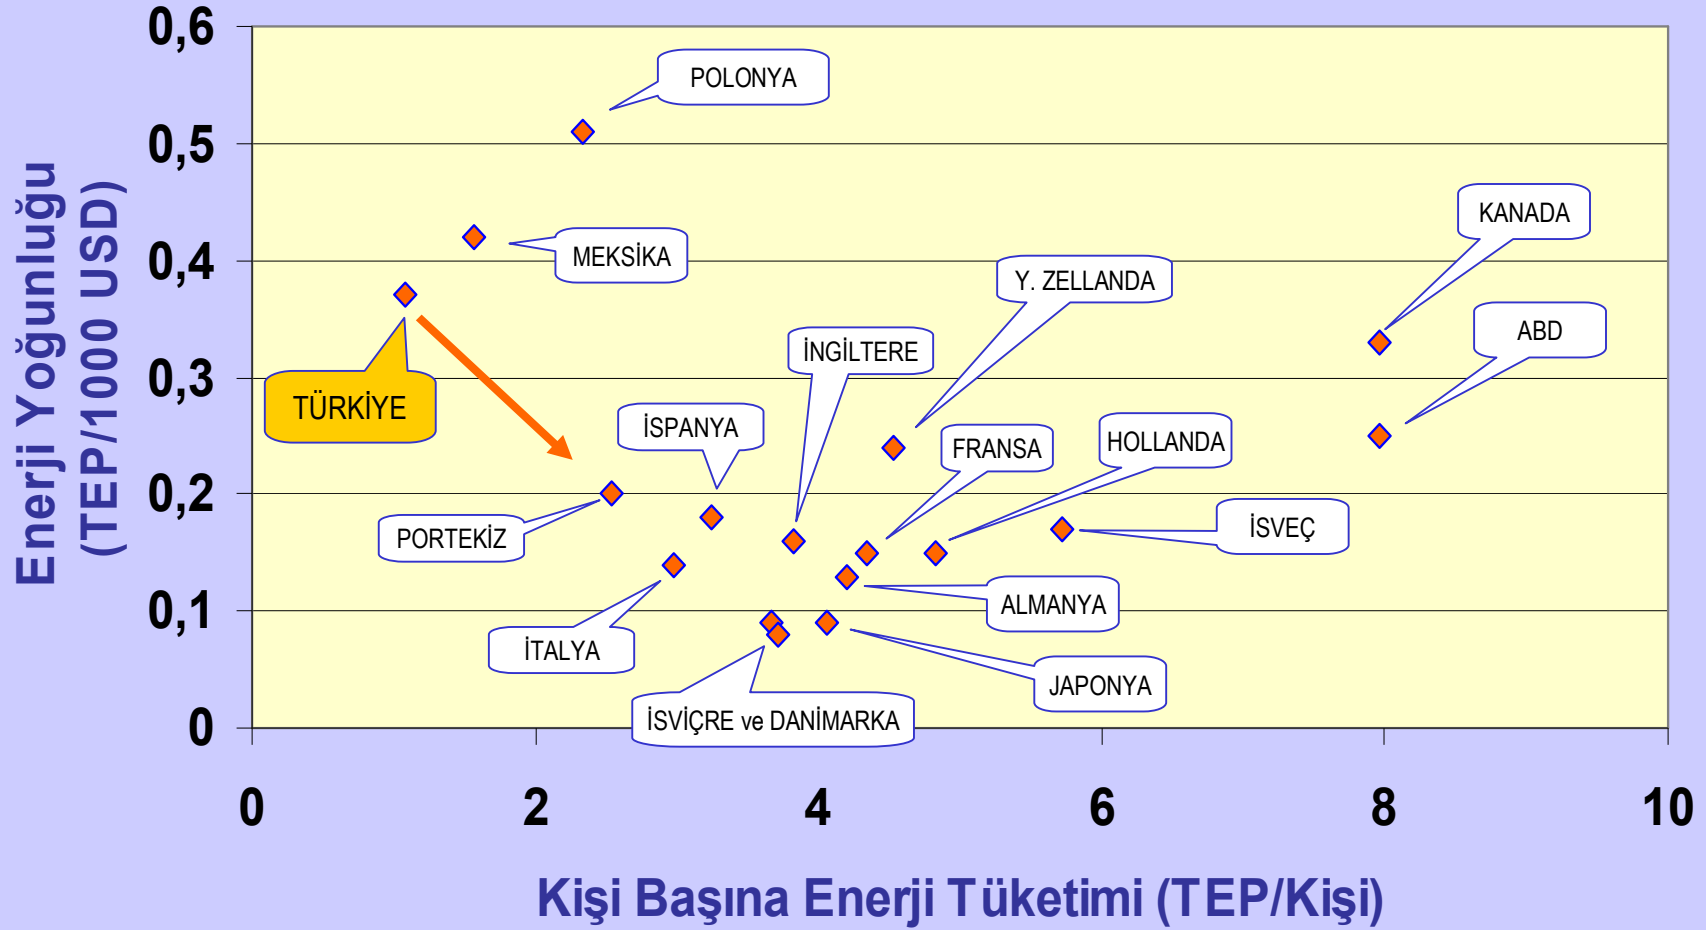 0,6
0,5
0,4
0,3
0,2
0,1
0
Enerji Yoğunluğu
(TEP/1000 USD)
POLONYA
KANADA
MEKSİKA
Y. ZELLANDA
ABD
İNGİLTERE
TÜRKİYE
İSPANYA
FRANSA
HOLLANDA
PORTEKİZ
İSVEÇ
ALMANYA
İTALYA
JAPONYA
İSVİÇRE ve DANİMARKA
0
2
4
6
8
10
Kişi Başına Enerji Tüketimi (TEP/Kişi)